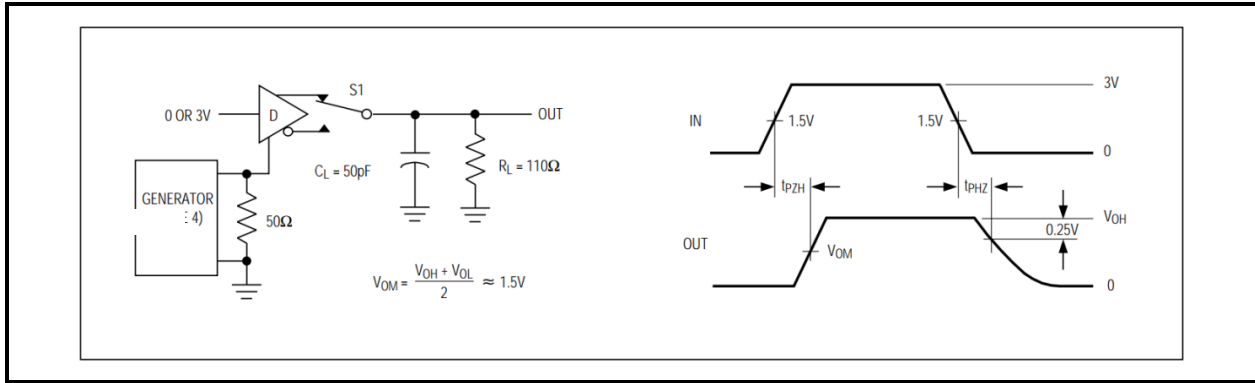 S1
0 OR 3V
D
OUT
CL = 50pF
RL = 110Ω
GENERATOR
4)
50Ω
VOM = VOH + VOL / 2 ≈ 1.5V
3V
IN
1.5V
1.5V
0
tPZH
tPHZ
VOH
0.25V
OUT
VOM
0